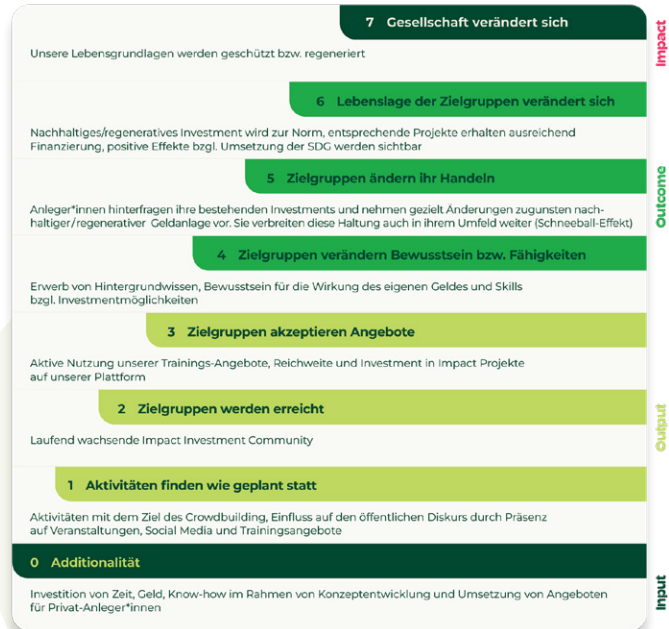 7 Gesellschaft verändert sich
Unsere Lebensgrundlagen werden geschützt bzw. regeneriert
Impact
6 Lebenslage der Zielgruppen verändert sich
Nachhaltiges/regeneratives Investment wird zur Norm, entsprechende Projekte erhalten ausreichend
Finanzierung, positive Effekte bzgl. Umsetzung der SDG werden sichtbar
5 Zielgruppen ändern ihr Handeln
Anleger*innen hinterfragen ihre bestehenden Investments und nehmen gezielt Änderungen zugunsten nach-
haltiger/regenerativer Geldanlage vor. Sie verbreiten diese Haltung auch in ihrem Umfeld weiter (Schneeball-Effekt)
Outcome
4 Zielgruppen verändern Bewusstsein bzw. Fähigkeiten
Erwerb von Hintergrundwissen, Bewusstsein für die Wirkung des eigenen Geldes und Skills
bzgl. Investmentmöglichkeiten
3 Zielgruppen akzeptieren Angebote
Aktive Nutzung unserer Trainings-Angebote, Reichweite und Investment in Impact Projekte
auf unserer Plattform
2 Zielgruppen werden erreicht
Laufend wachsende Impact Investment Community
Output
1 Aktivitäten finden wie geplant statt
Aktivitäten mit dem Ziel des Crowdbuilding, Einfluss auf den öffentlichen Diskurs durch Präsenz
auf Veranstaltungen, Social Media und Trainingsangebote
0 Additionalität
Investition von Zeit, Geld, Know-how im Rahmen von Konzeptentwicklung und Umsetzung von Angeboten
für Privat-Anleger*innen
Input